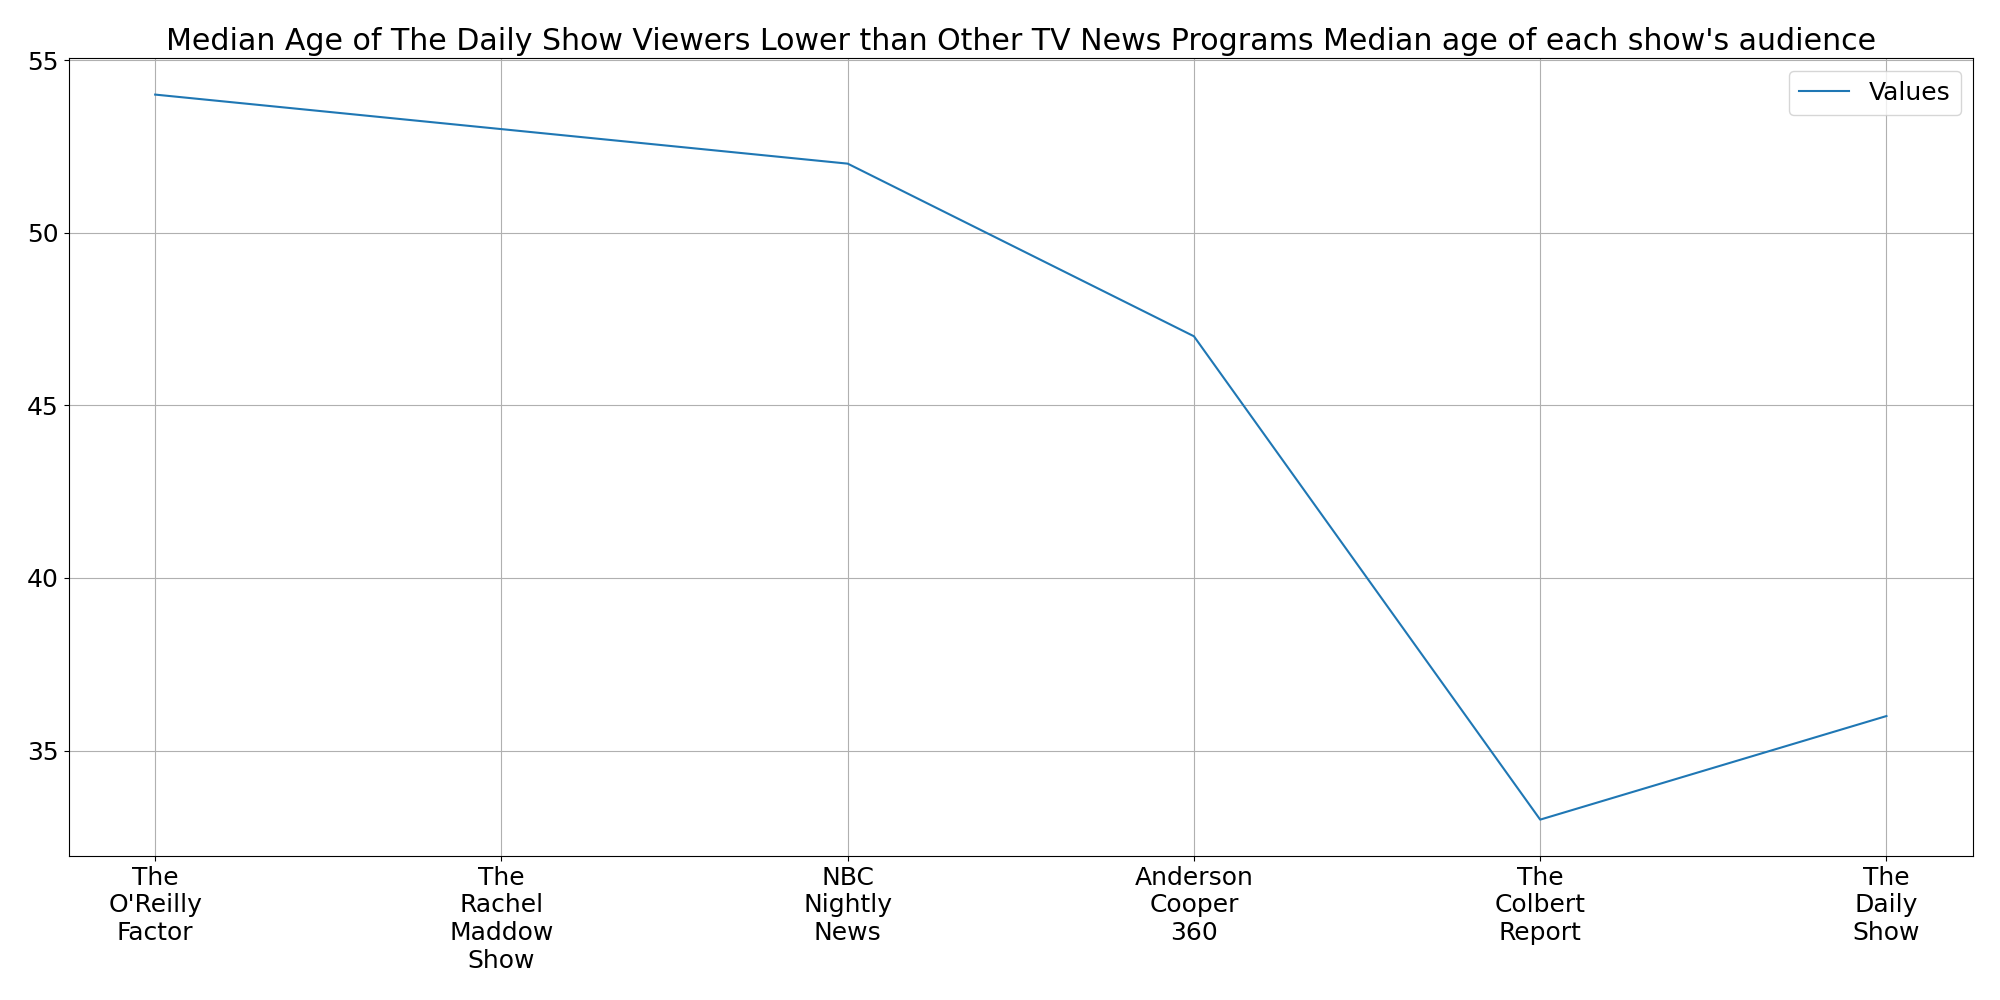 Median Age of The Daily Show Viewers Lower than Other TV News Programs Median age of each show's audience
55
50
45
40
35
Values
The
O'Reilly
Factor
The
Rachel
Maddow
Show
NBC
Nightly
News
Anderson
Cooper
360
The
Colbert
Report
The
Daily
Show